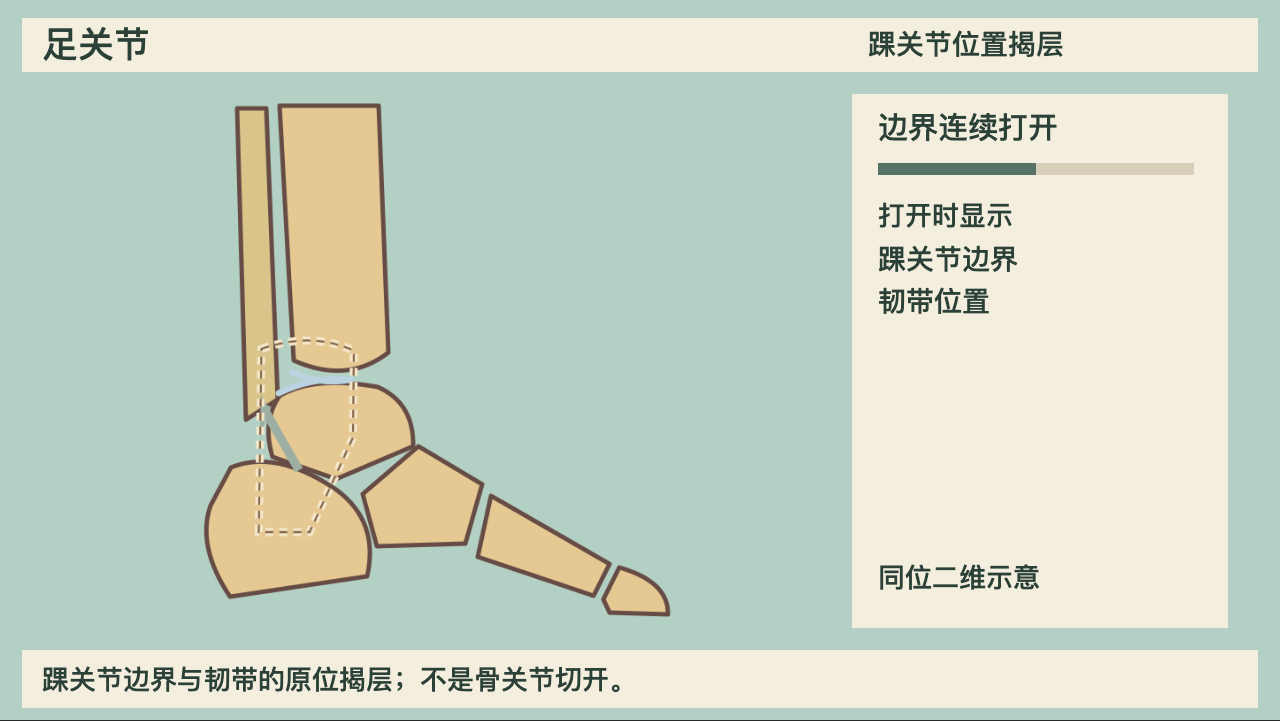 足关节
踝关节位置揭层
边界连续打开
打开时显示
踝关节边界
韧带位置
同位二维示意
踝关节边界与韧带的原位揭层；不是骨关节切开。